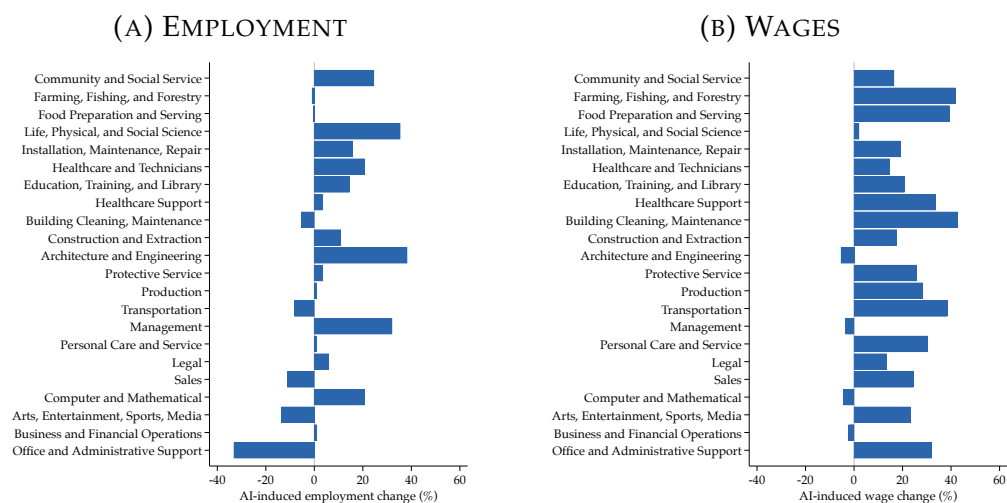 (A) EMPLOYMENT
Community and Social Service
Farming, Fishing, and Forestry
Food Preparation and Serving
Life, Physical, and Social Science
Installation, Maintenance, Repair
Healthcare and Technicians
Education, Training, and Library
Healthcare Support
Building Cleaning, Maintenance
Construction and Extraction
Architecture and Engineering
Protective Service
Production
Transportation
Management
Personal Care and Service
Legal
Sales
Computer and Mathematical
Arts, Entertainment, Sports, Media
Business and Financial Operations
Office and Administrative Support
-40 -20 0 20 40 60
AI-induced employment change (%)
(B) WAGES
Community and Social Service
Farming, Fishing, and Forestry
Food Preparation and Serving
Life, Physical, and Social Science
Installation, Maintenance, Repair
Healthcare and Technicians
Education, Training, and Library
Healthcare Support
Building Cleaning, Maintenance
Construction and Extraction
Architecture and Engineering
Protective Service
Production
Transportation
Management
Personal Care and Service
Legal
Sales
Computer and Mathematical
Arts, Entertainment, Sports, Media
Business and Financial Operations
Office and Administrative Support
-40 -20 0 20 40 60
AI-induced wage change (%)